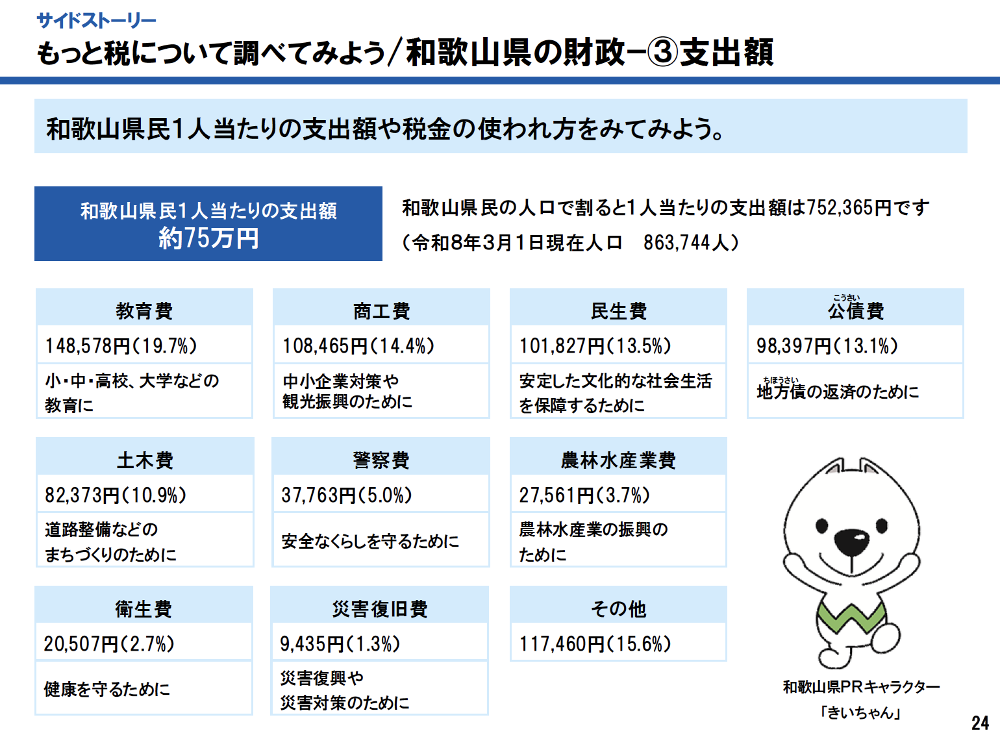 サイドストーリー
もっと税について調べてみよう/和歌山県の財政−③支出額
和歌山県民1人当たりの支出額や税金の使われ方をみてみよう。
和歌山県民1人当たりの支出額
約75万円
和歌山県民の人口で割ると1人当たりの支出額は752,365円です
（令和8年3月1日現在人口　863,744人）
教育費
148,578円（19.7%）
小・中・高校、大学などの
教育に
商工費
108,465円（14.4%）
中小企業対策や
観光振興のために
民生費
101,827円（13.5%）
安定した文化的な社会生活
を保障するために
こうさい
公債費
98,397円（13.1%）
ちほうさい
地方債の返済のために
土木費
82,373円（10.9%）
道路整備などの
まちづくりのために
警察費
37,763円（5.0%）
安全なくらしを守るために
農林水産業費
27,561円（3.7%）
農林水産業の振興の
ために
衛生費
20,507円（2.7%）
健康を守るために
災害復旧費
9,435円（1.3%）
災害復興や
災害対策のために
その他
117,460円（15.6%）
和歌山県PRキャラクター
「きいちゃん」
24